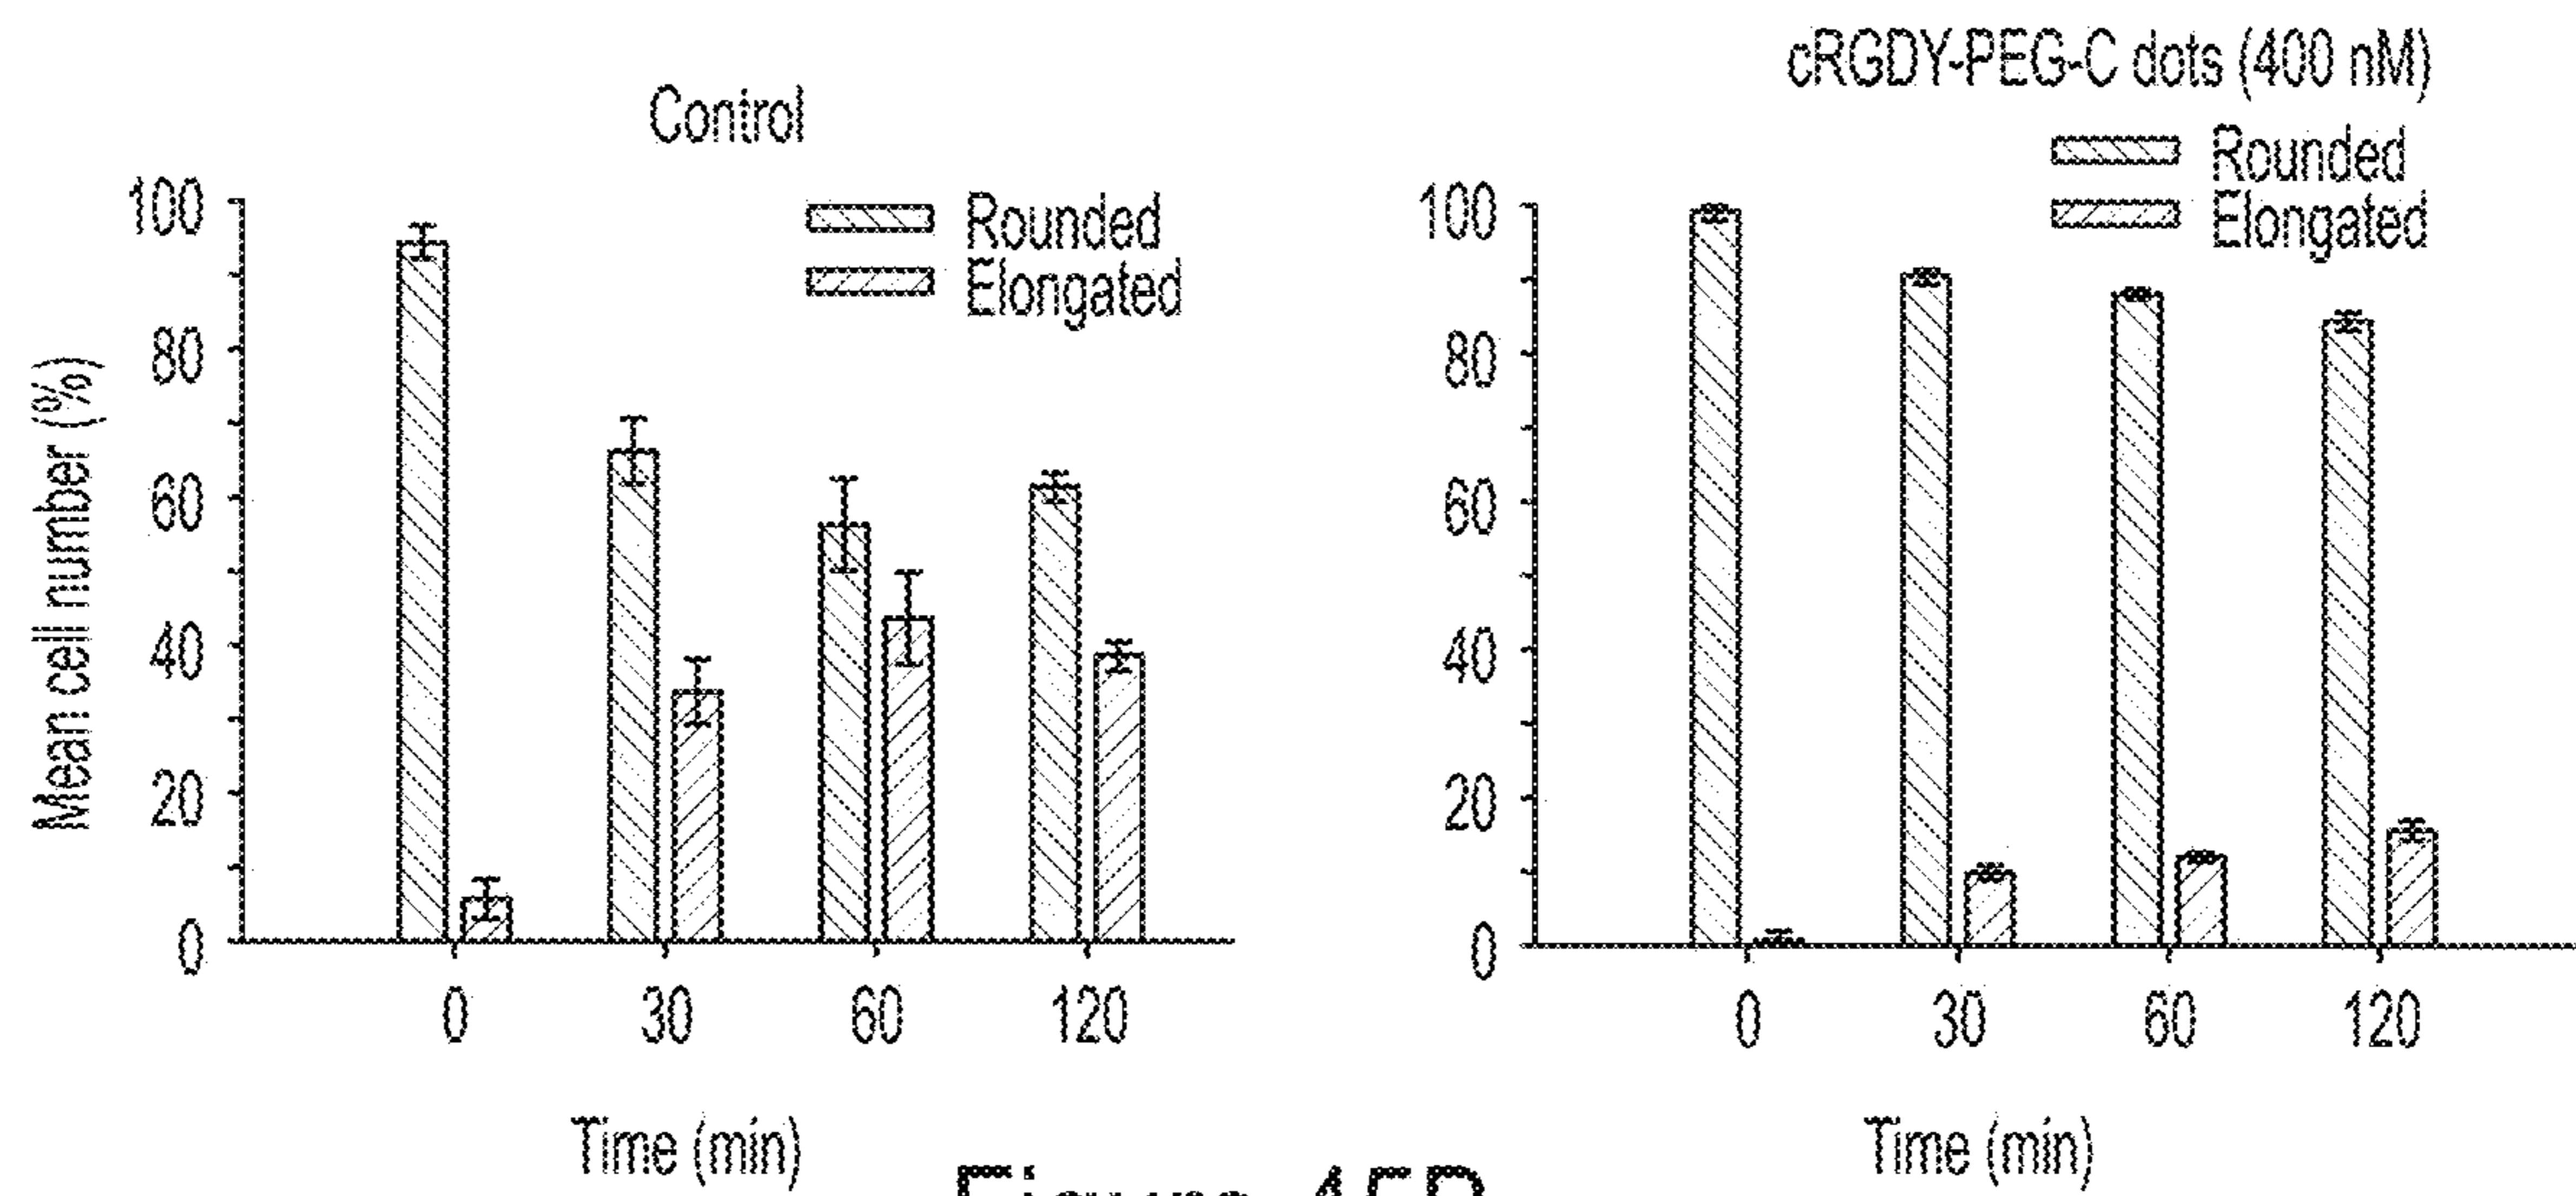 Control
Rounded
Elongated
Mean cell number (%)
100
80
60
40
20
0
0 30 60 120
Time (min)
cRGDY-PEG-C dots (400 nM)
Rounded
Elongated
100
80
60
40
20
0
0 30 60 120
Time (min)